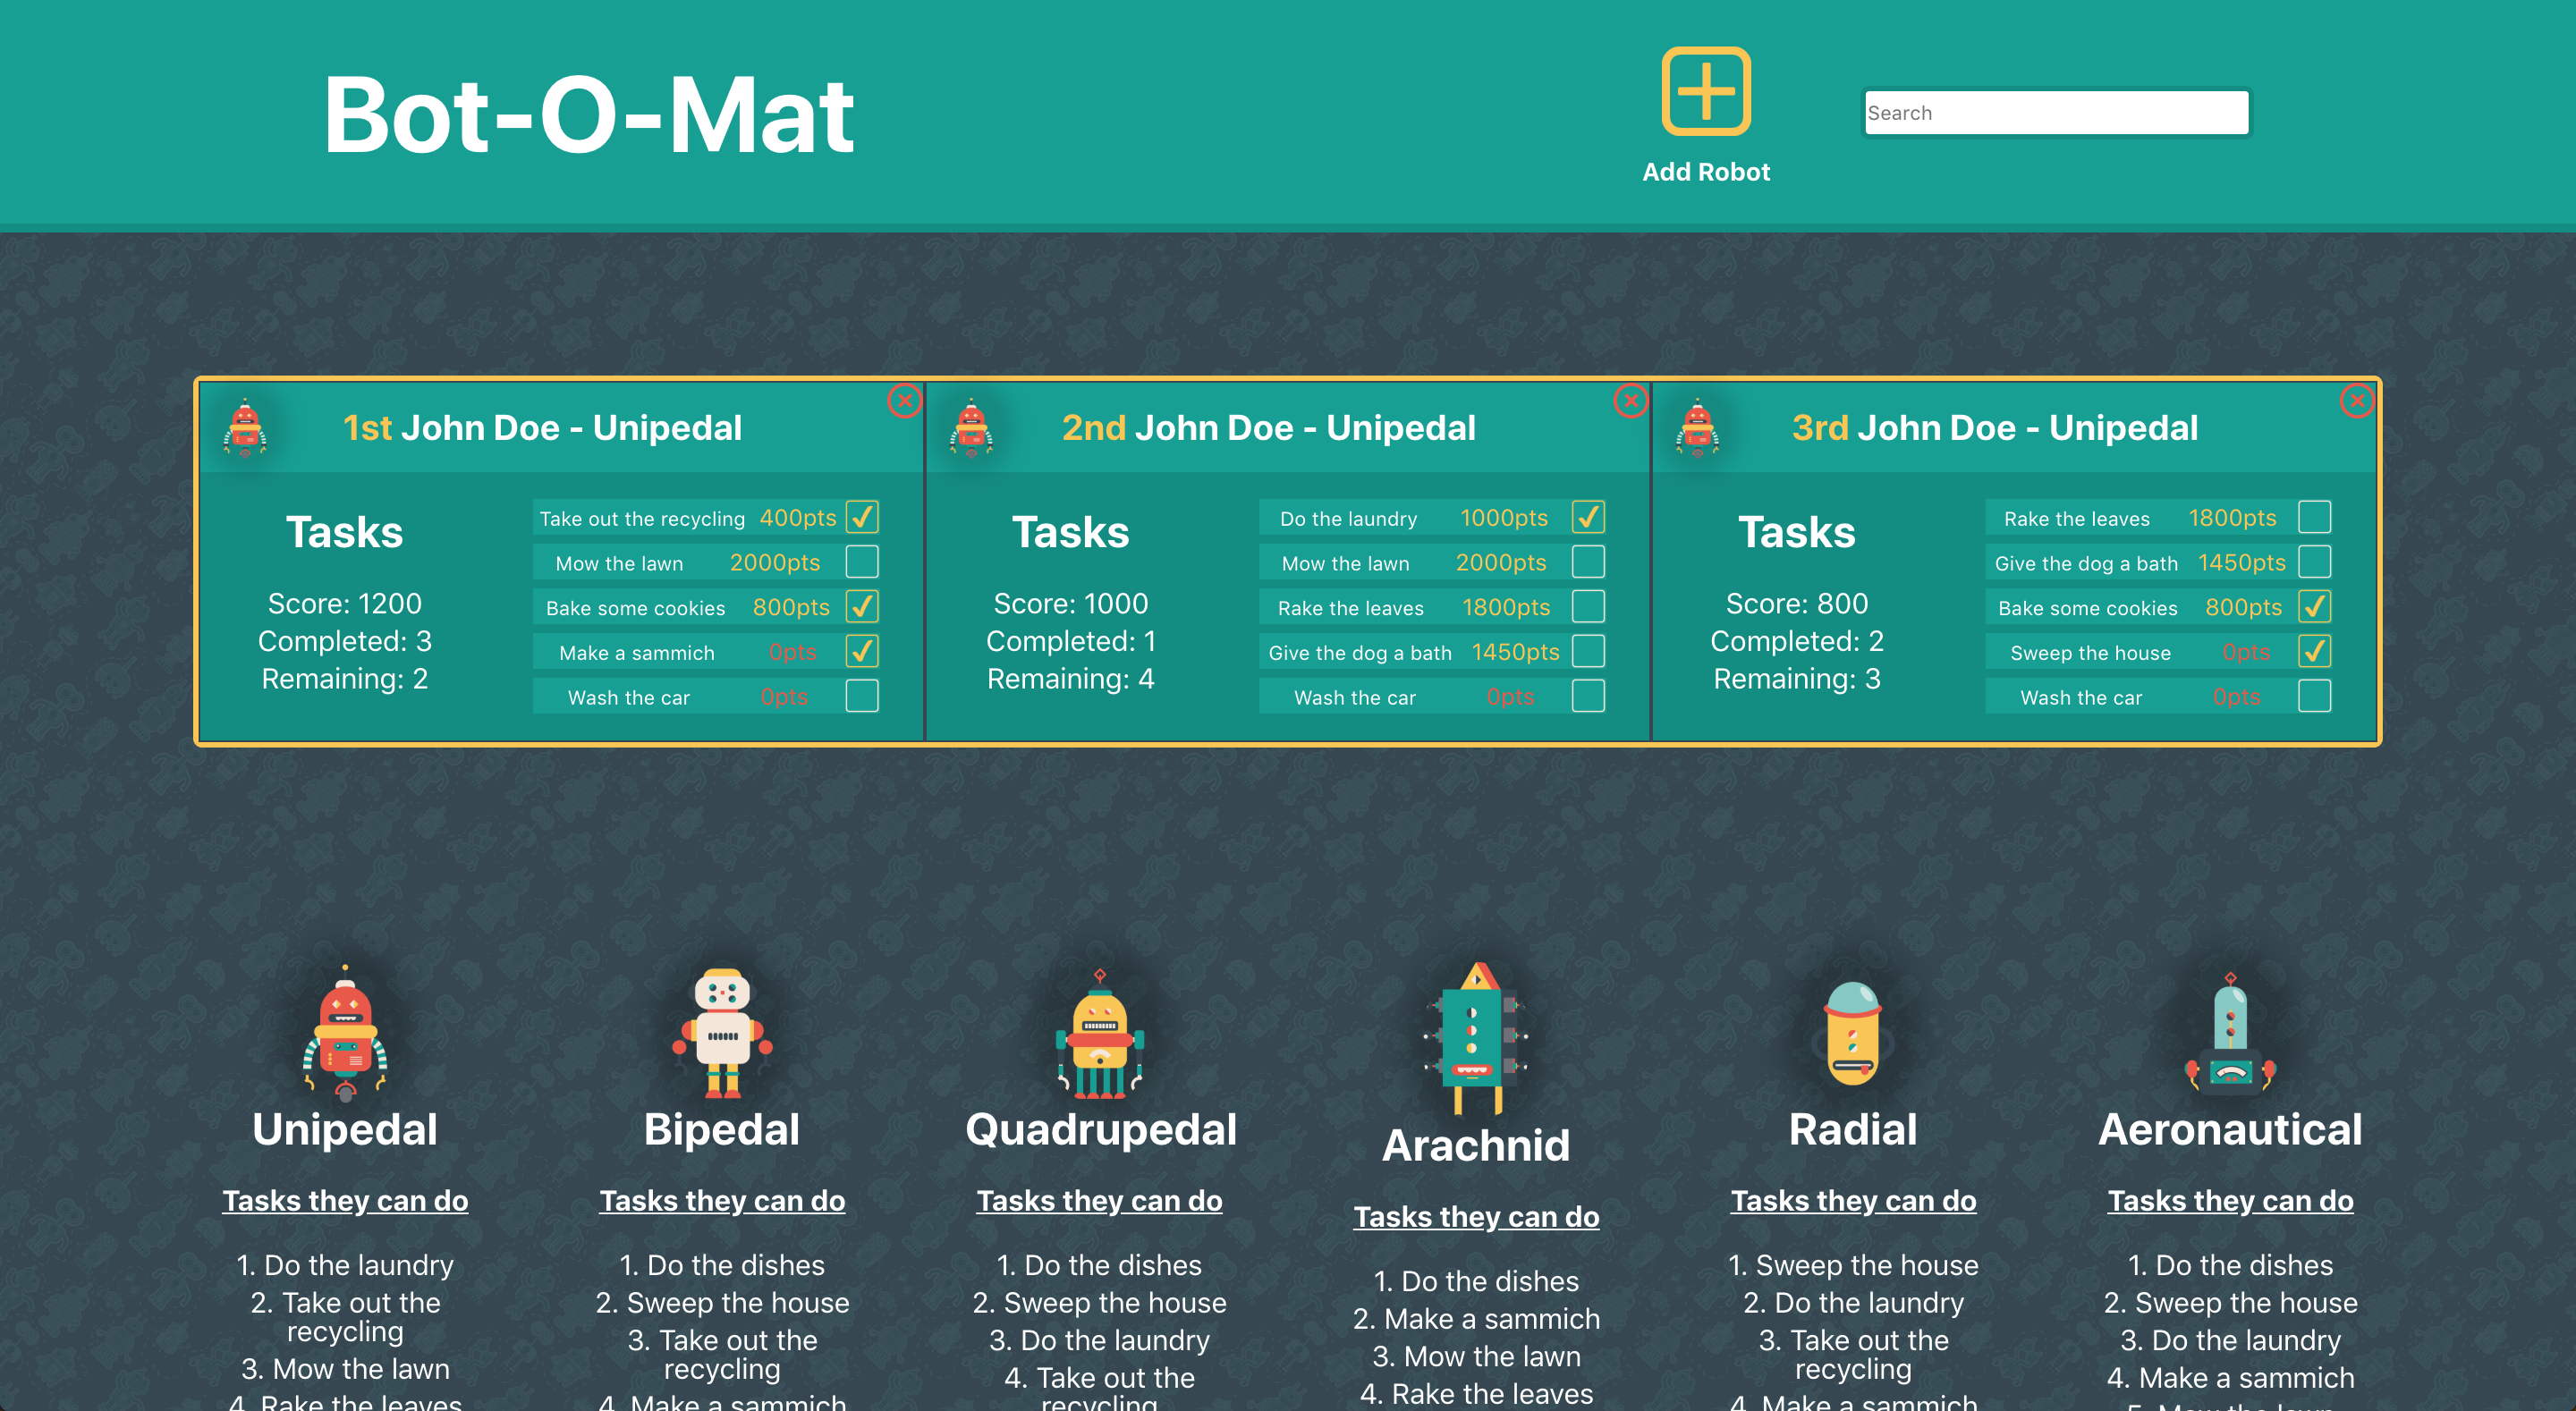 Bot-O-Mat
Add Robot
Search
1st John Doe - Unipedal
Tasks
Score: 1200
Completed: 3
Remaining: 2
Take out the recycling 400pts
Mow the lawn 2000pts
Bake some cookies 800pts
Make a sammich 0pts
Wash the car 0pts
2nd John Doe - Unipedal
Tasks
Score: 1000
Completed: 1
Remaining: 4
Do the laundry 1000pts
Mow the lawn 2000pts
Rake the leaves 1800pts
Give the dog a bath 1450pts
Wash the car 0pts
3rd John Doe - Unipedal
Tasks
Score: 800
Completed: 2
Remaining: 3
Rake the leaves 1800pts
Give the dog a bath 1450pts
Bake some cookies 800pts
Sweep the house 0pts
Wash the car 0pts
Unipedal
Tasks they can do
1. Do the laundry
2. Take out the
recycling
3. Mow the lawn
4. Rake the leaves
Bipedal
Tasks they can do
1. Do the dishes
2. Sweep the house
3. Take out the
recycling
4. Make a sammich
Quadrupedal
Tasks they can do
1. Do the dishes
2. Sweep the house
3. Do the laundry
4. Take out the
recycling
Arachnid
Tasks they can do
1. Do the dishes
2. Make a sammich
3. Mow the lawn
4. Rake the leaves
Radial
Tasks they can do
1. Sweep the house
2. Do the laundry
3. Take out the
recycling
4. Make a sammich
Aeronautical
Tasks they can do
1. Do the dishes
2. Sweep the house
3. Do the laundry
4. Make a sammich
5. Mow the lawn